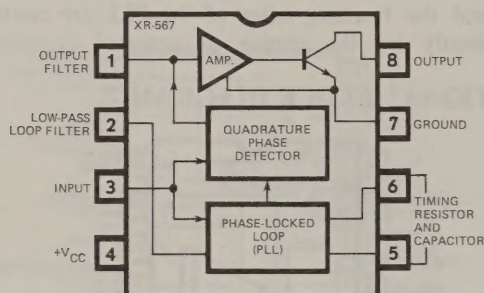 XR-567
OUTPUT
FILTER
1
AMP.
8
OUTPUT
LOW-PASS
LOOP FILTER
2
QUADRATURE
PHASE
DETECTOR
7
GROUND
INPUT
3
6
TIMING
RESISTOR
AND
CAPACITOR
PHASE-LOCKED
LOOP
(PLL)
+VCC
4
5